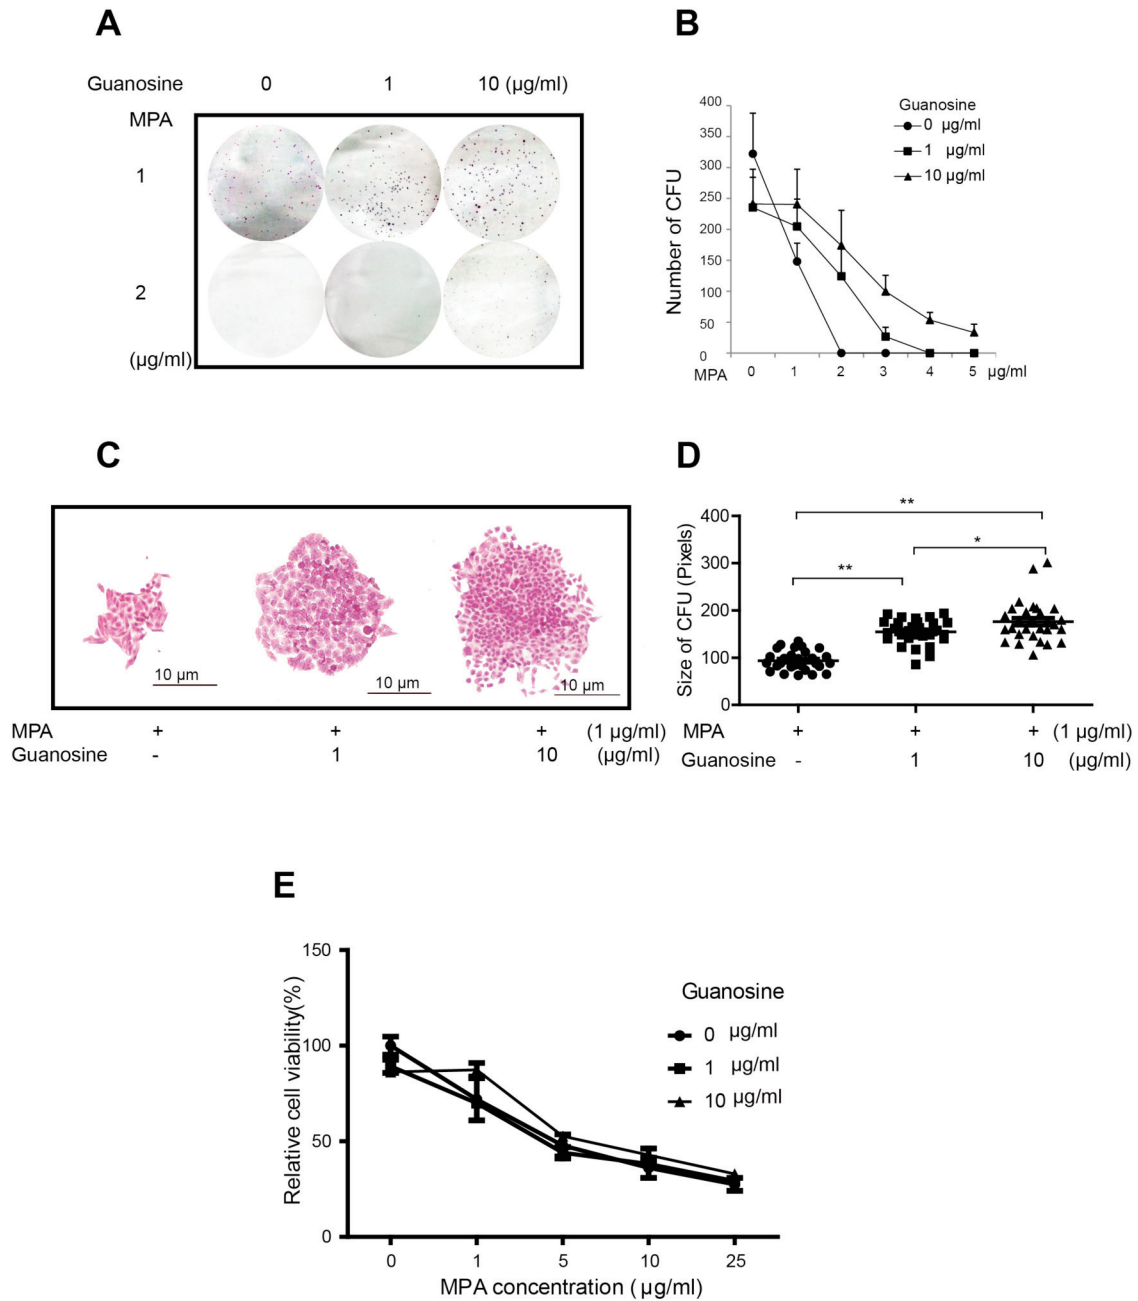 A
Guanosine 0 1 10 (µg/ml)
MPA
1
2
(µg/ml)
B
400
350
300
250
200
150
100
50
0
Number of CFU
Guanosine
0 µg/ml
1 µg/ml
10 µg/ml
MPA 0 1 2 3 4 5 µg/ml
C
10 µm 10 µm 10 µm
MPA + + + (1 µg/ml)
Guanosine - 1 10 (µg/ml)
D
400
300
200
100
0
Size of CFU (Pixels)
**
**
*
MPA + + + (1 µg/ml)
Guanosine - 1 10 (µg/ml)
E
150
100
50
0
Relative cell viability(%)
Guanosine
0 µg/ml
1 µg/ml
10 µg/ml
0 1 5 10 25
MPA concentration ( µg/ml)